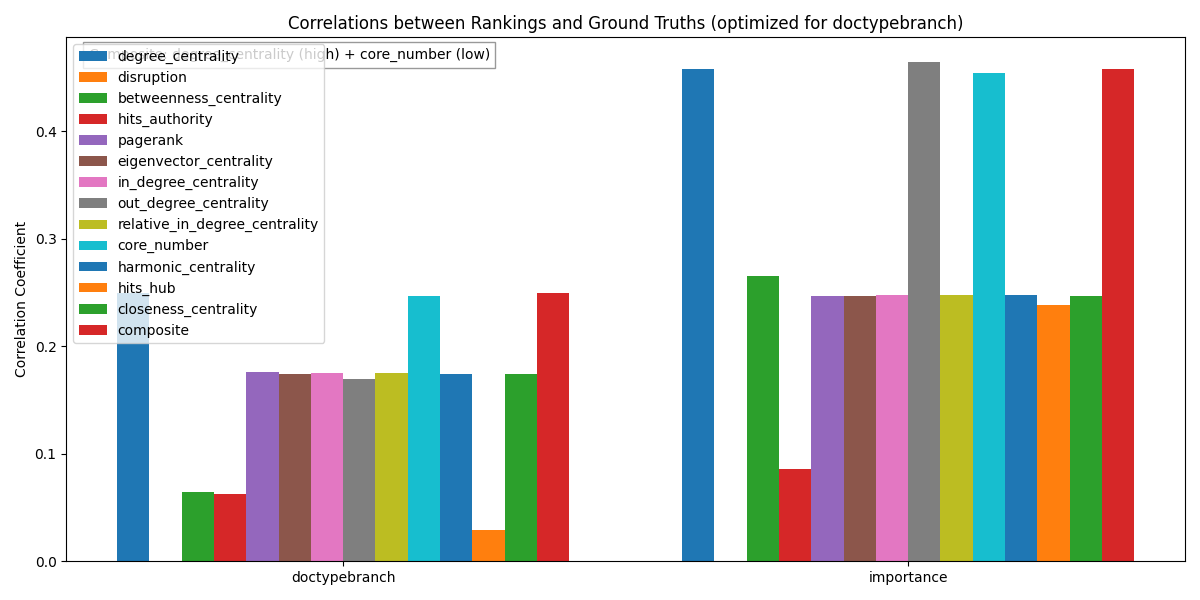 Correlations between Rankings and Ground Truths (optimized for doctypebranch)
Composite: degree_centrality (high) + core_number (low)
degree_centrality
disruption
betweenness_centrality
hits_authority
pagerank
eigenvector_centrality
in_degree_centrality
out_degree_centrality
relative_in_degree_centrality
core_number
harmonic_centrality
hits_hub
closeness_centrality
composite
Correlation Coefficient
0.4
0.3
0.2
0.1
0.0
doctypebranch
importance